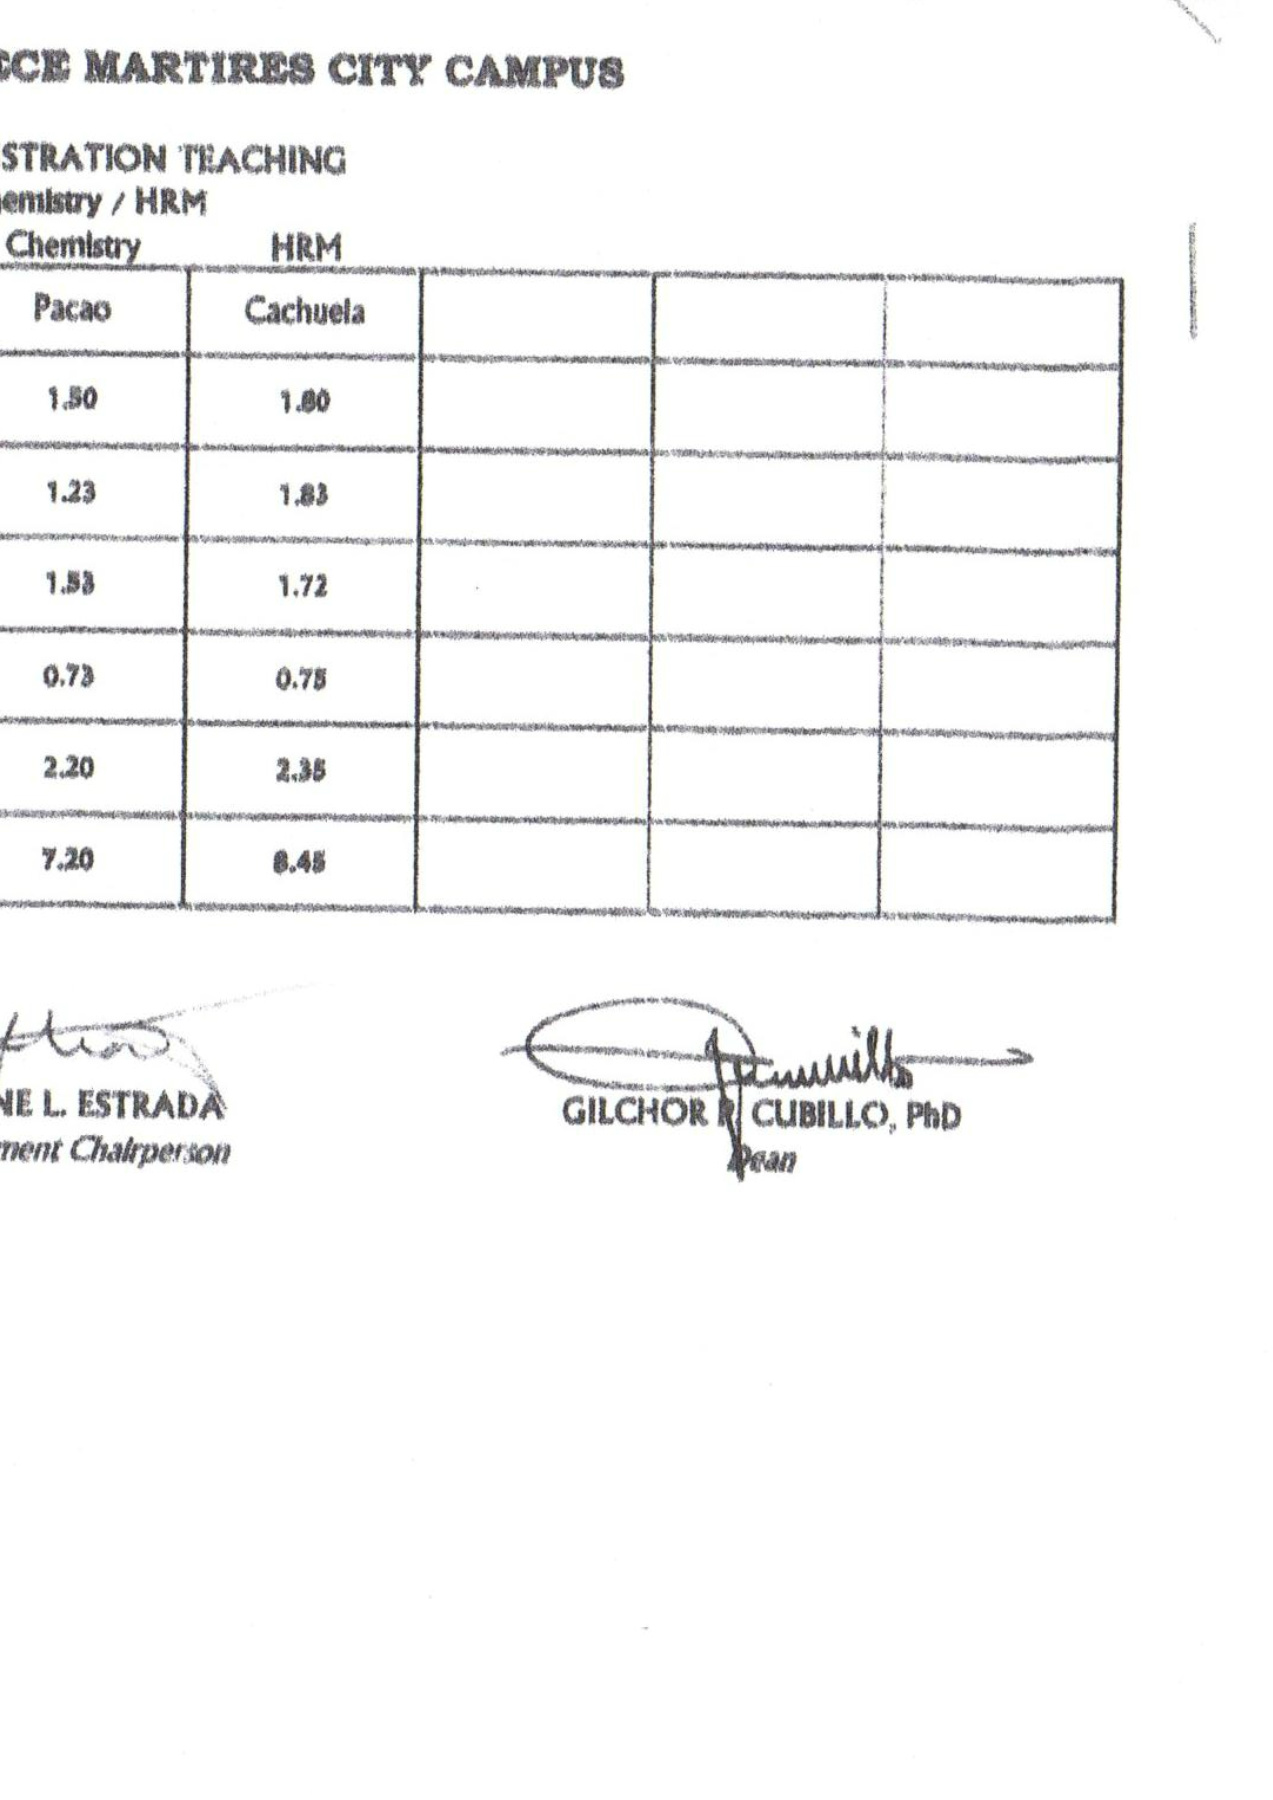 ECE MARTIRES CITY CAMPUS
STRATION TEACHING
emistry / HRM
Chemistry HRM
Pacao Cachuela
1.50 1.80
1.23 1.83
1.53 1.72
0.73 0.75
2.20 2.35
7.20 8.45
NE L. ESTRADA GILCHOR R. CUBILLO, PhD
ment Chairperson Dean